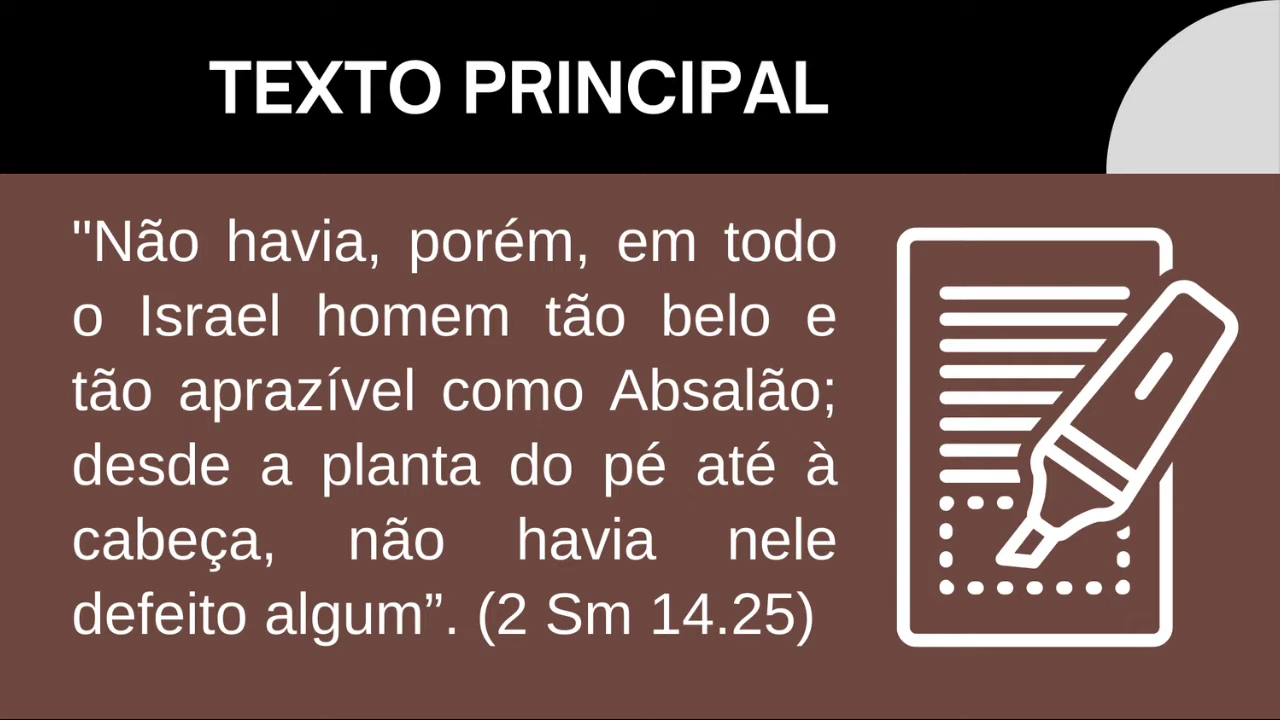 TEXTO PRINCIPAL
"Não havia, porém, em todo
o Israel homem tão belo e
tão aprazível como Absalão;
desde a planta do pé até à
cabeça, não havia nele
defeito algum”. (2 Sm 14.25)